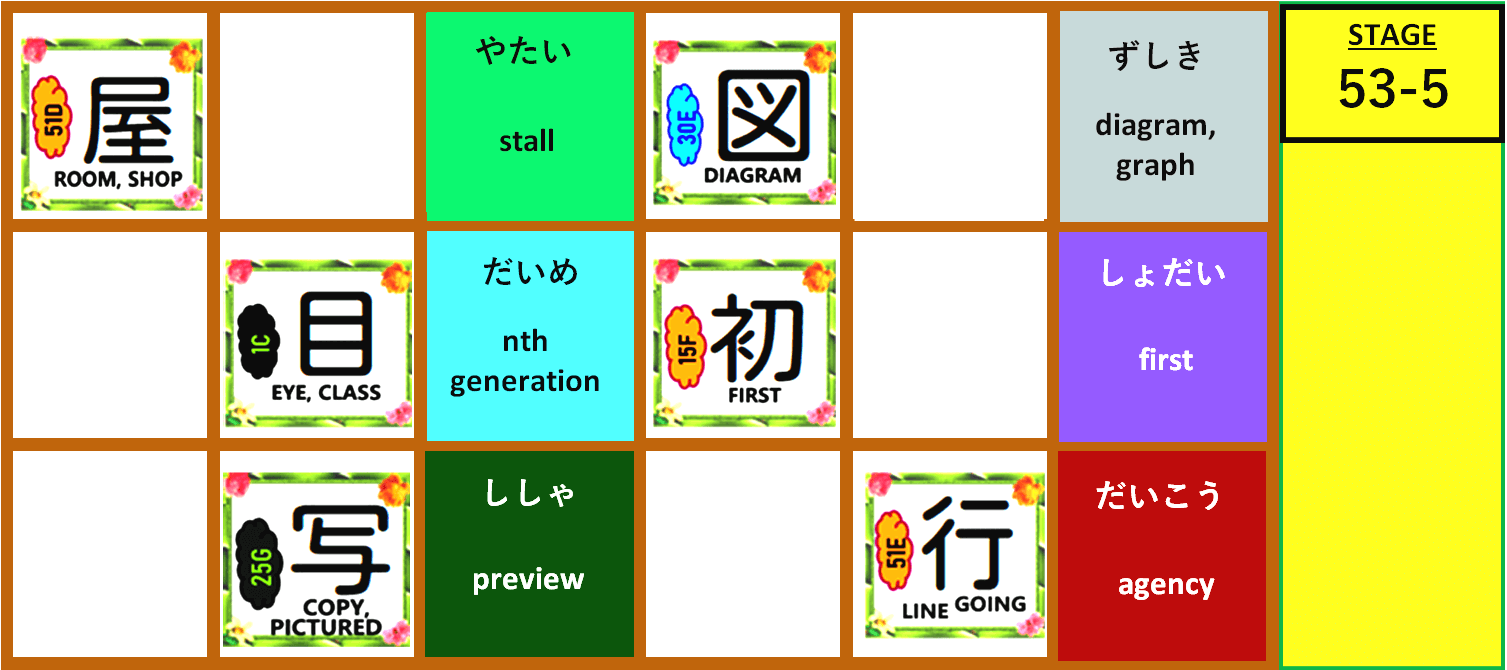 51D
屋
ROOM, SHOP
やたい
stall
30E
図
DIAGRAM
ずしき
diagram,
graph
STAGE
53-5
1C
目
EYE, CLASS
だいめ
nth
generation
15F
初
FIRST
しょだい
first
25G
写
COPY,
PICTURED
ししゃ
preview
51E
行
LINE GOING
だいこう
agency